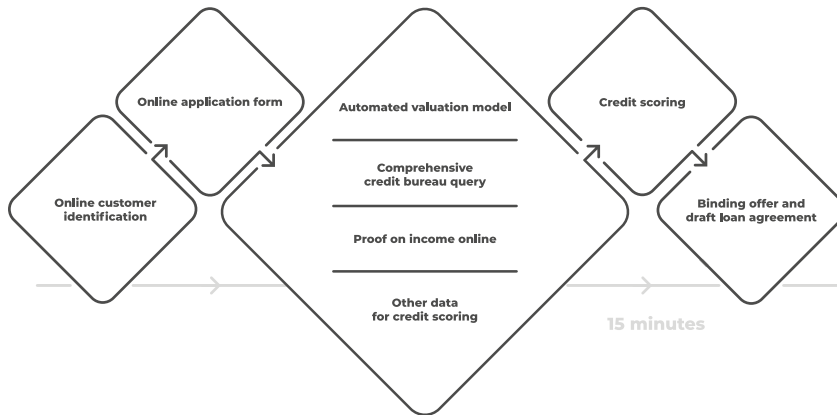 Online customer
identification
Online application form
Automated valuation model
Comprehensive
credit bureau query
Proof on income online
Other data
for credit scoring
Credit scoring
Binding offer and
draft loan agreement
15 minutes